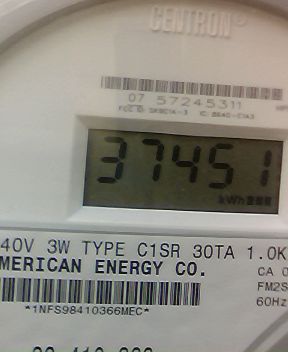 CENTRON®
07 57245311
37451
kWh
40V 3W TYPE C1SR 30TA 1.0K
MERICAN ENERGY CO.
CA 0
FM2S
60Hz
*1NFS98410366MEC*